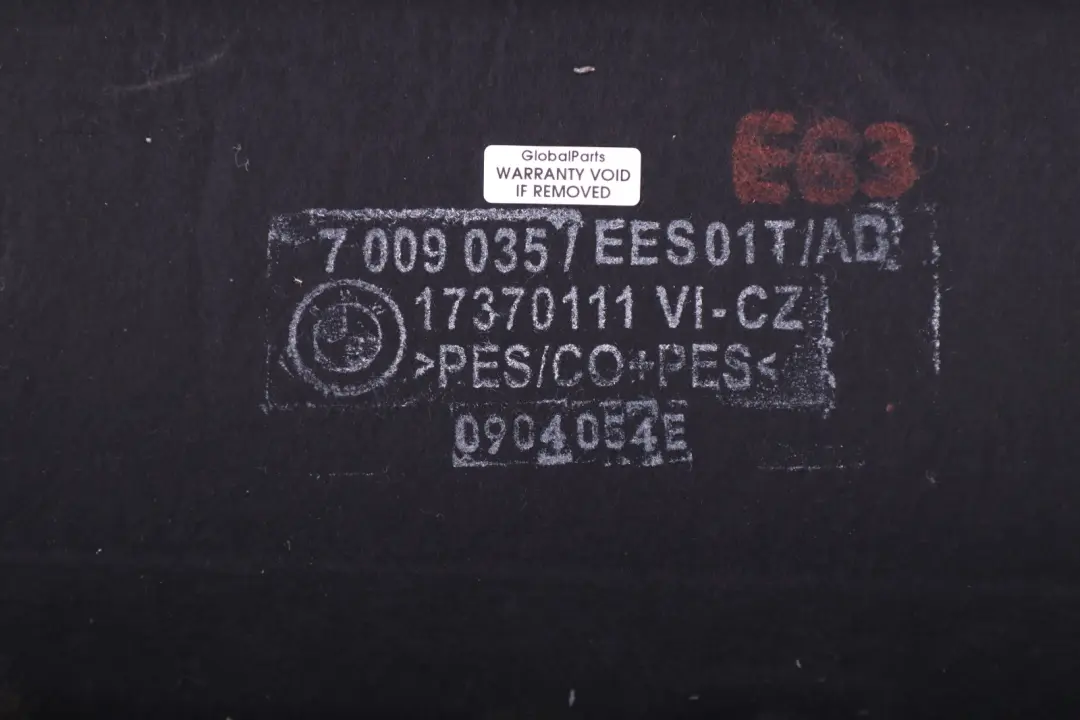 E63
GlobalParts
WARRANTY VOID
IF REMOVED
7 009 035 / EES01T/AD
17370111 VI-CZ
>PES/CO+PES<
0904054E